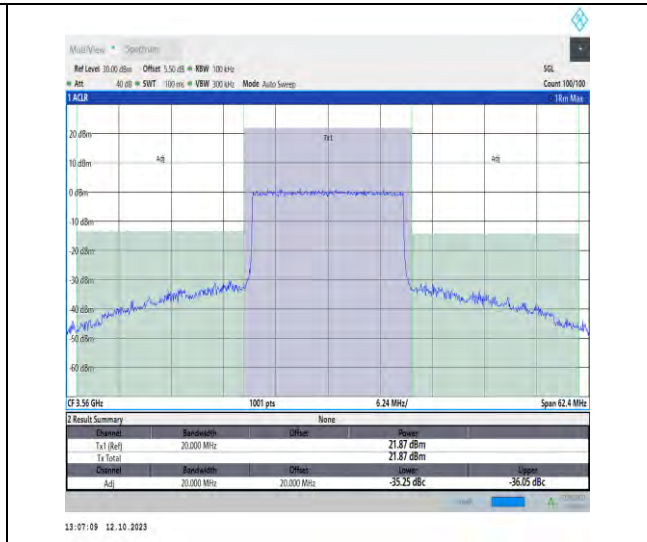 MultiView Spectrum
Ref Level 30.00 dBm Offset 5.50 dB RBW 100 kHz SGL
Att 40 dB SWT 100 ms VBW 300 kHz Mode Auto Sweep Count 100/100
1 ACLR 1Rm Max
Tx1
Adj Adj
20 dBm
10 dBm
0 dBm
-10 dBm
-20 dBm
-30 dBm
-40 dBm
-50 dBm
-60 dBm
CF 3.56 GHz 1001 pts 6.24 MHz/ Span 62.4 MHz
2 Result Summary None
Channel Bandwidth Offset Power
Tx1 (Ref) 20.000 MHz 21.87 dBm
Tx Total 21.87 dBm
Channel Bandwidth Offset Lower Upper
Adj 20.000 MHz 20.000 MHz -35.25 dBc -36.05 dBc
13:07:09 12.10.2023